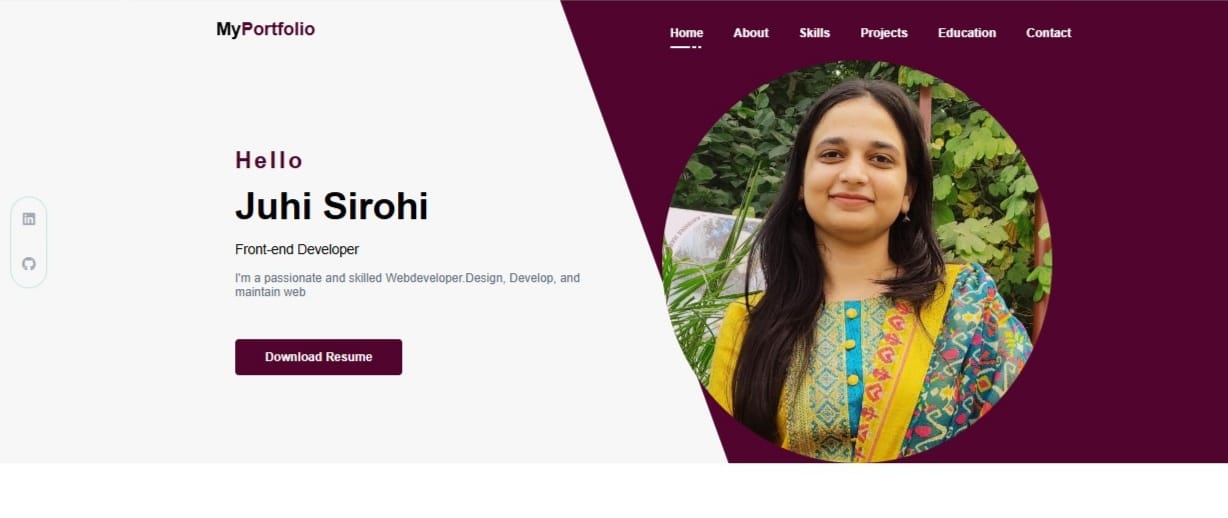 MyPortfolio
Home About Skills Projects Education Contact
Hello
Juhi Sirohi
Front-end Developer
I'm a passionate and skilled Webdeveloper.Design, Develop, and
maintain web
Download Resume